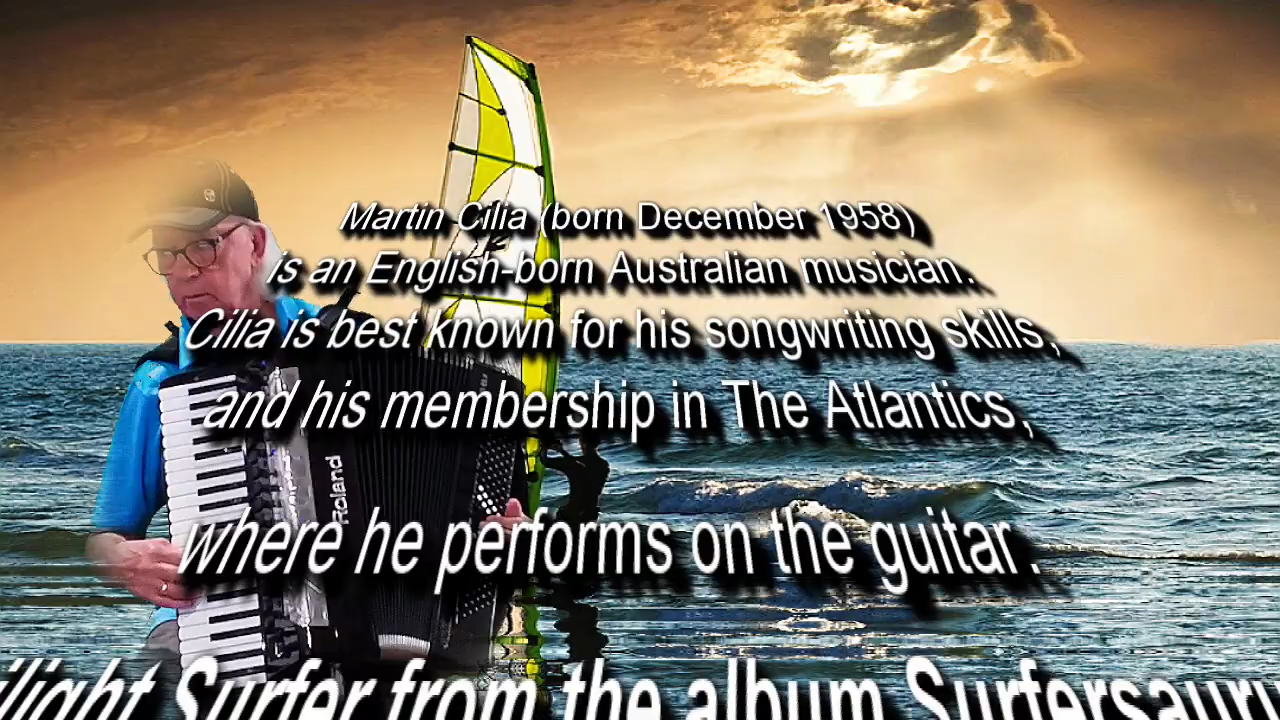 Martin Cilia (born December 1958)
is an English-born Australian musician.
Cilia is best known for his songwriting skills,
and his membership in The Atlantics,
Roland
where he performs on the guitar.
Surfer from the album